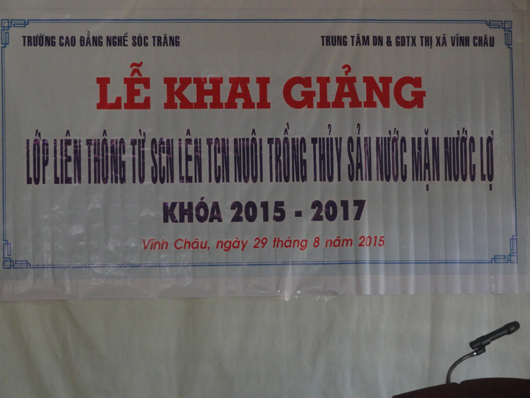 TRƯỜNG CAO ĐẲNG NGHỀ SÓC TRĂNG TRUNG TÂM DN & GDTX THỊ XÃ VĨNH CHÂU
LỄ KHAI GIẢNG
LỚP LIÊN THÔNG TỪ SCN LÊN TCN NUÔI TRỒNG THỦY SẢN NƯỚC MẶN NƯỚC LỢ
KHÓA 2015 - 2017
Vĩnh Châu, ngày 29 tháng 8 năm 2015